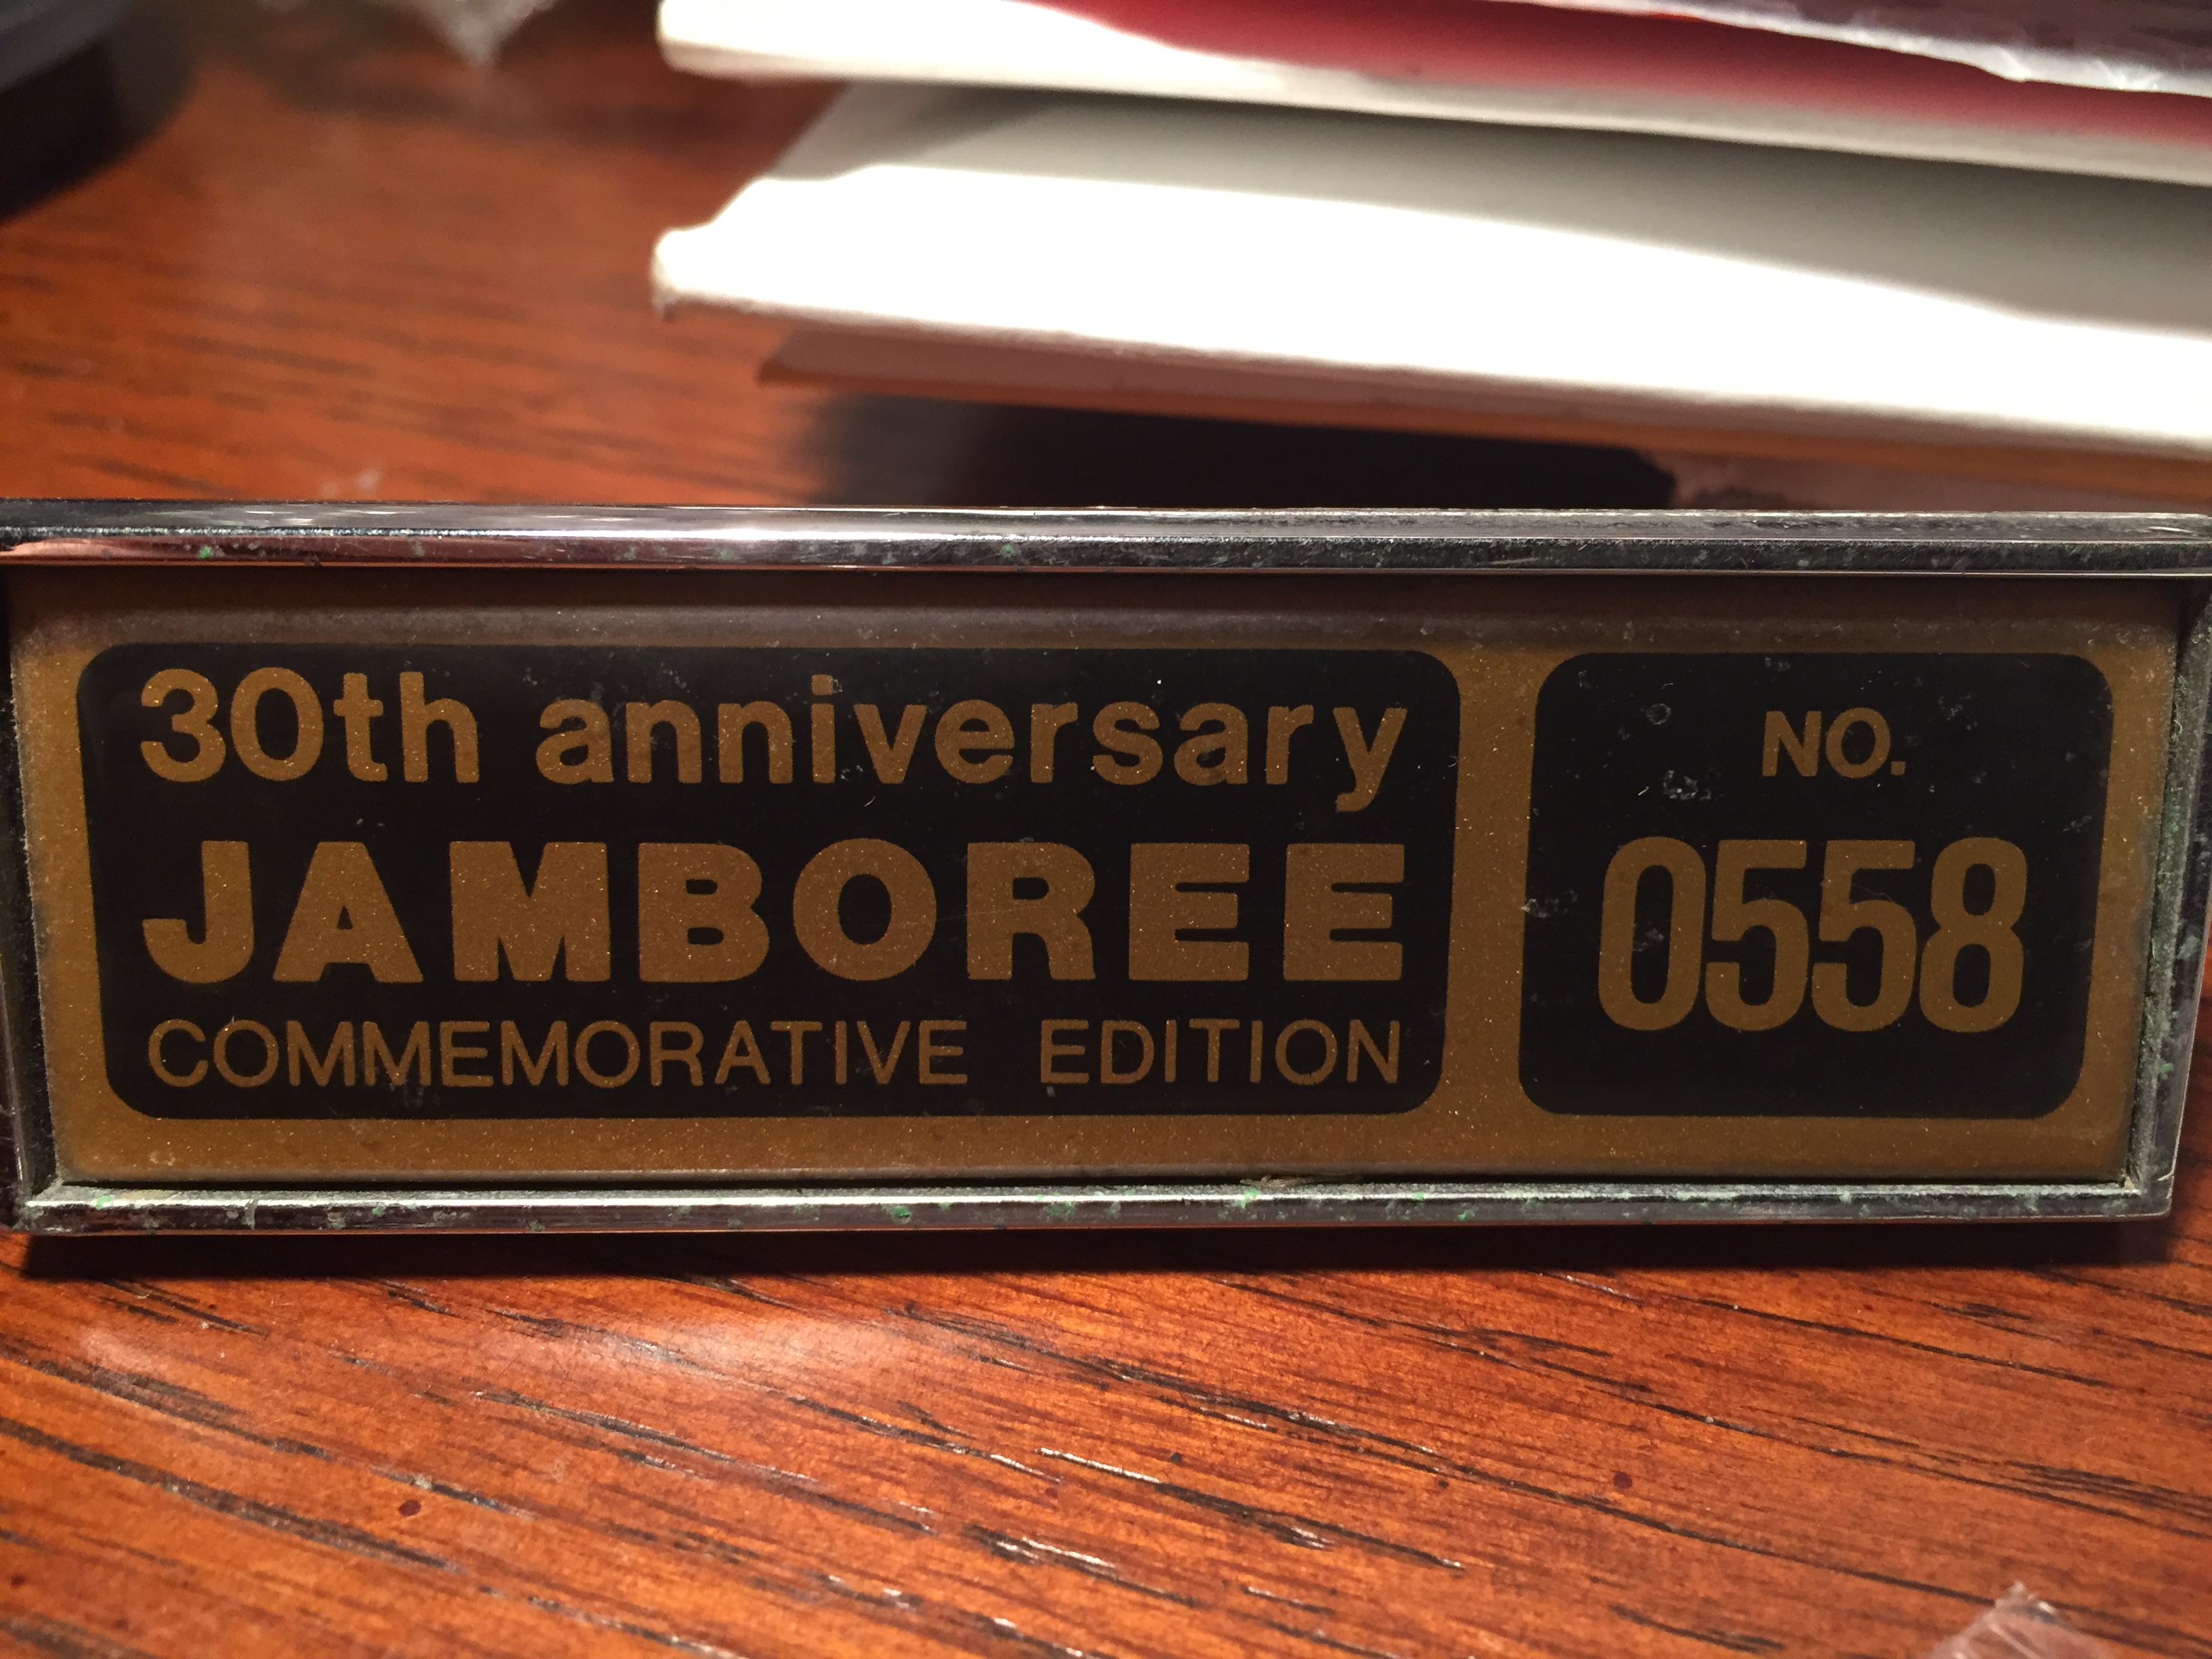 30th anniversary
JAMBOREE
COMMEMORATIVE EDITION
NO.
0558